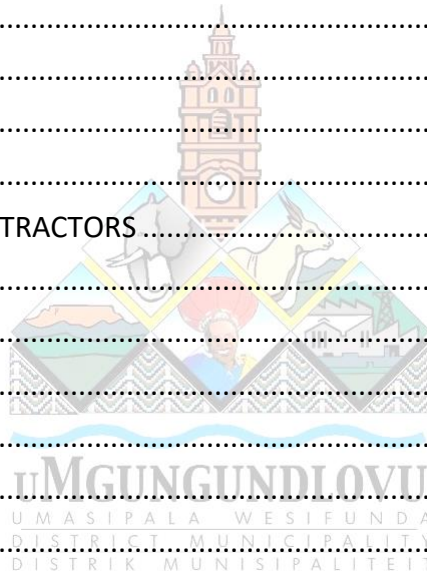 TRACTORS ........................................
uMGUNGUNDLOVU
UMASIPALA WESIFUNDA
DISTRICT MUNICIPALITY
DISTRIK MUNISIPALITEIT